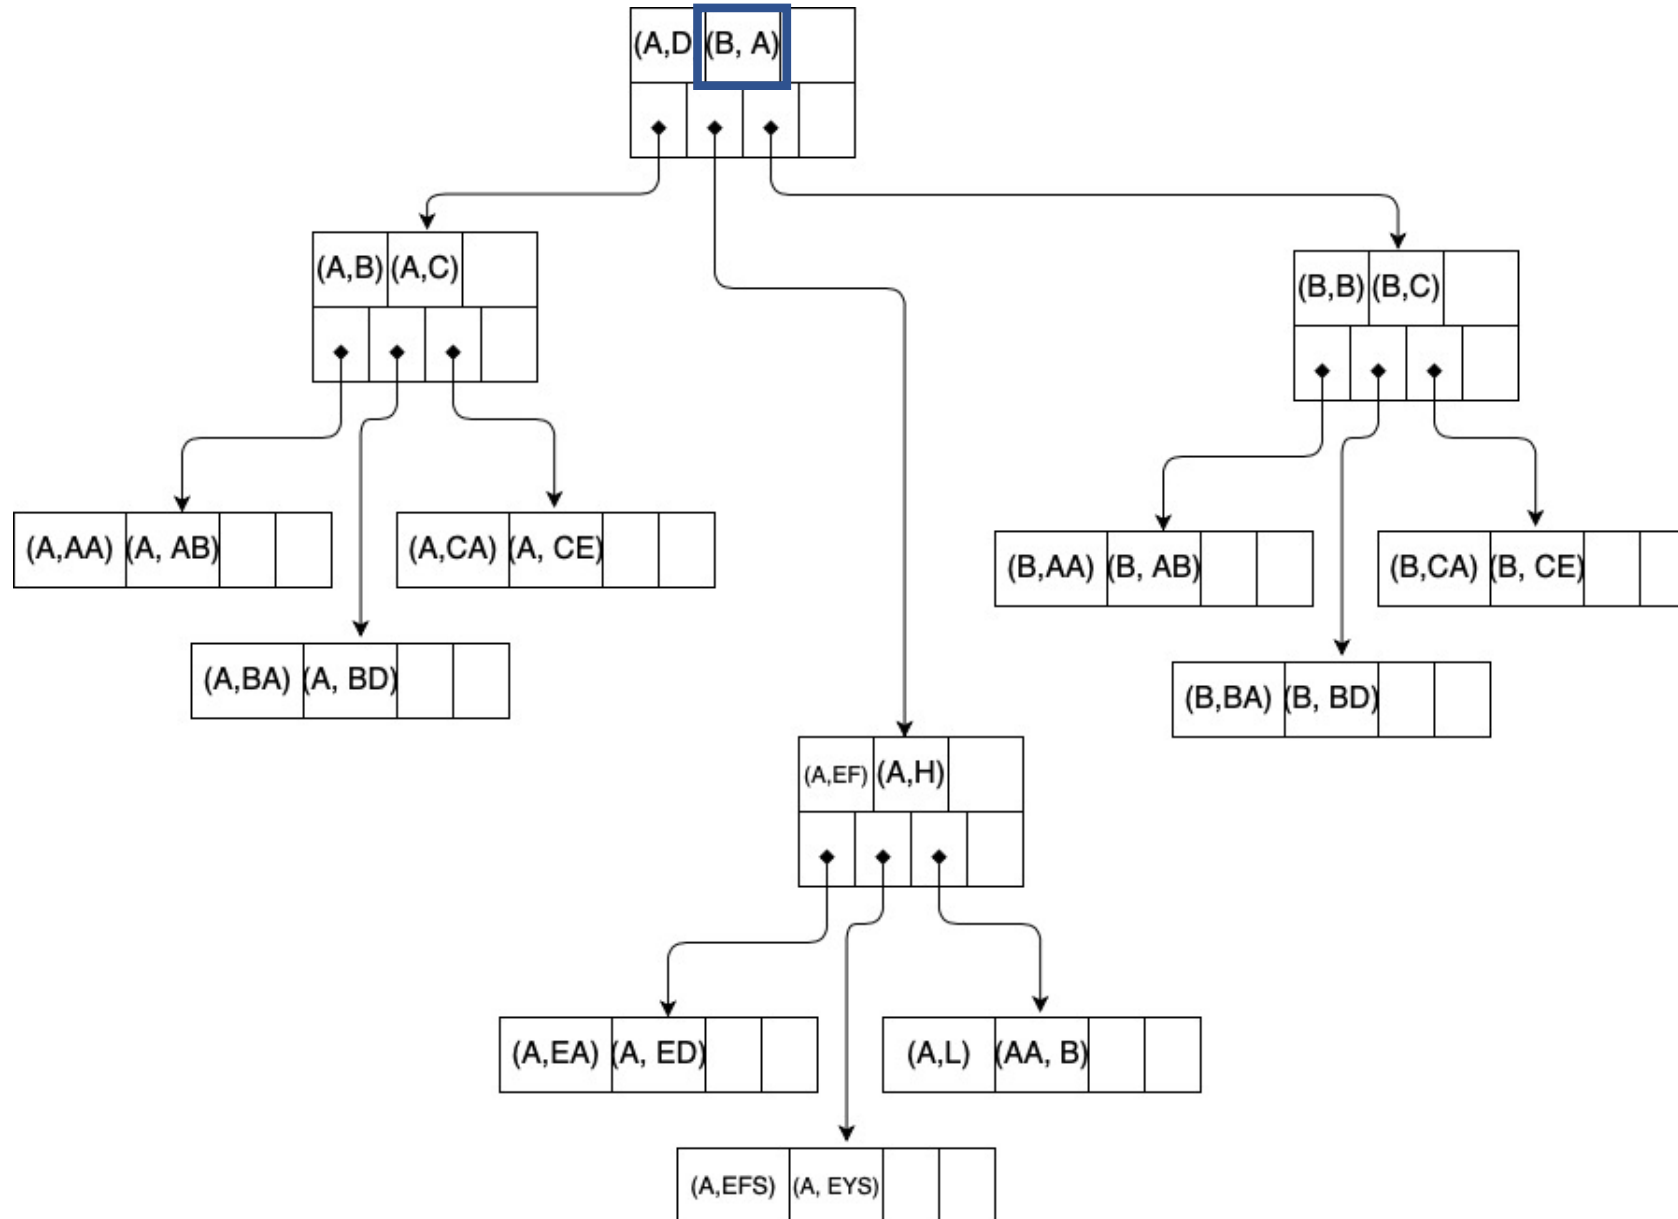 (A,D (B, A)
(A,B) (A,C)
(B,B) (B,C)
(A,AA) (A, AB)
(A,CA) (A, CE)
(B,AA) (B, AB)
(B,CA) (B, CE)
(A,BA) (A, BD)
(B,BA) (B, BD)
(A,EF) (A,H)
(A,EA) (A, ED)
(A,L) (AA, B)
(A,EFS) (A, EYS)